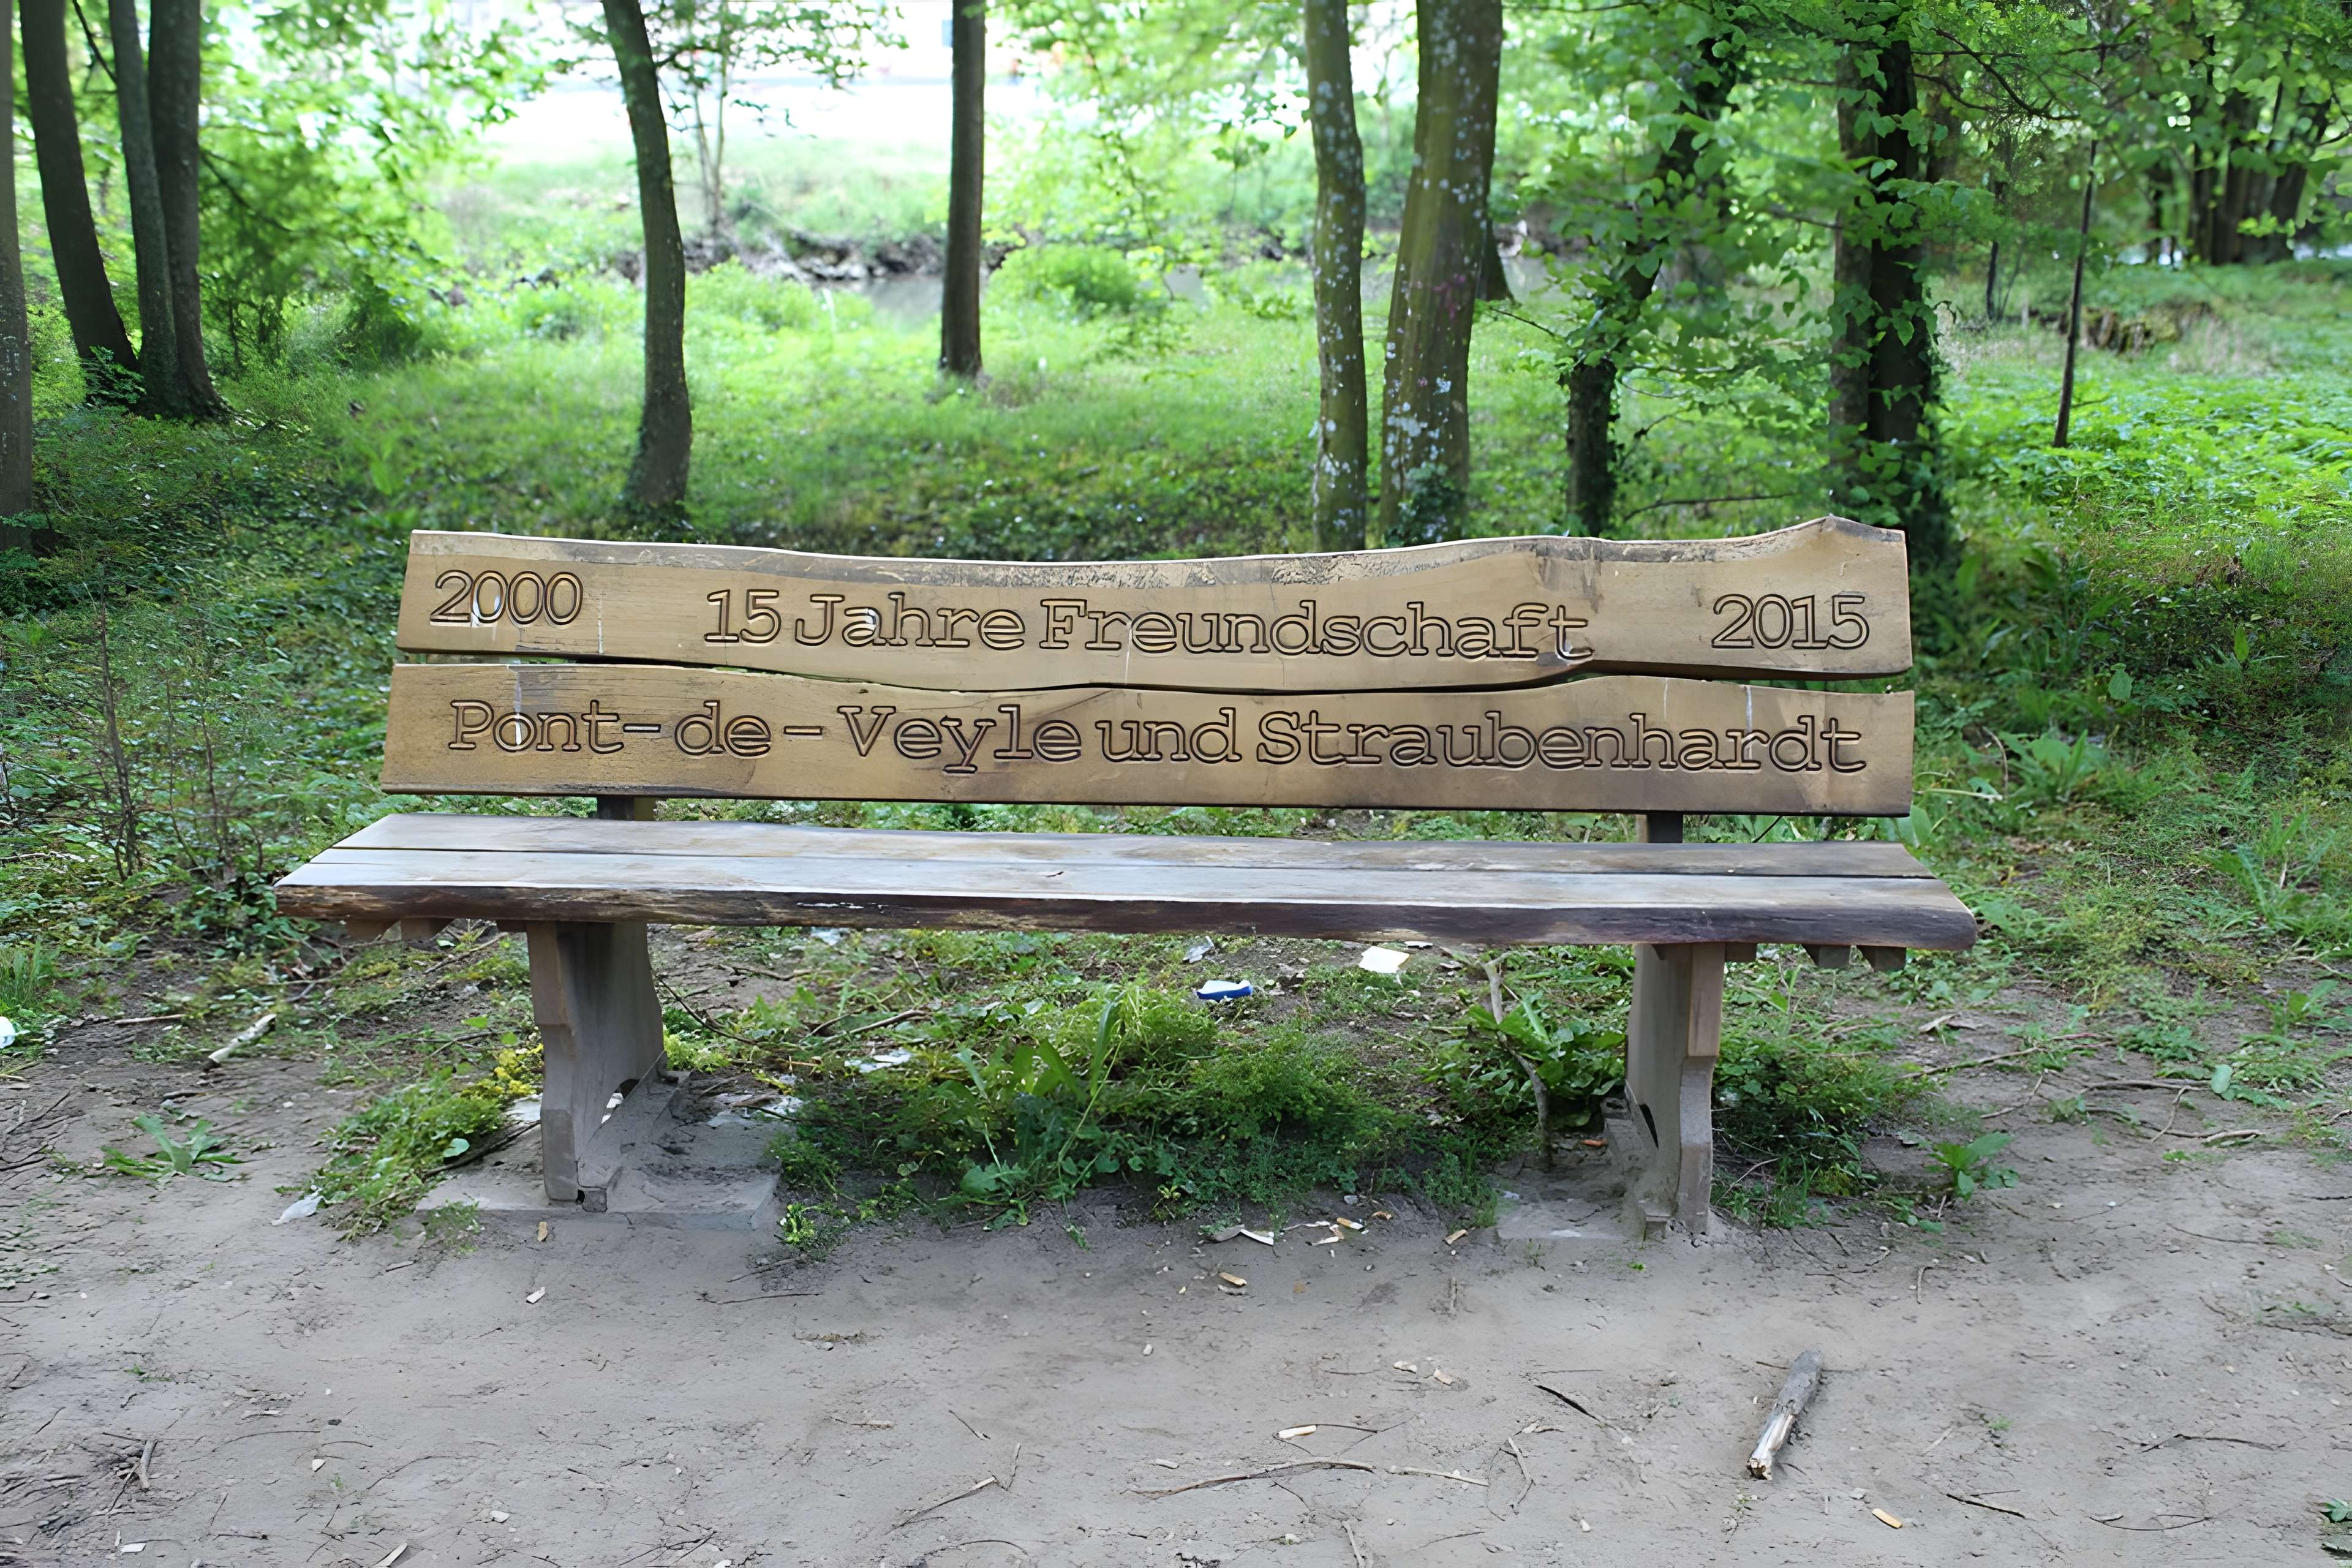 2000 15 Jahre Freundschaft 2015
Pont-de-Veyle und Straubenhardt